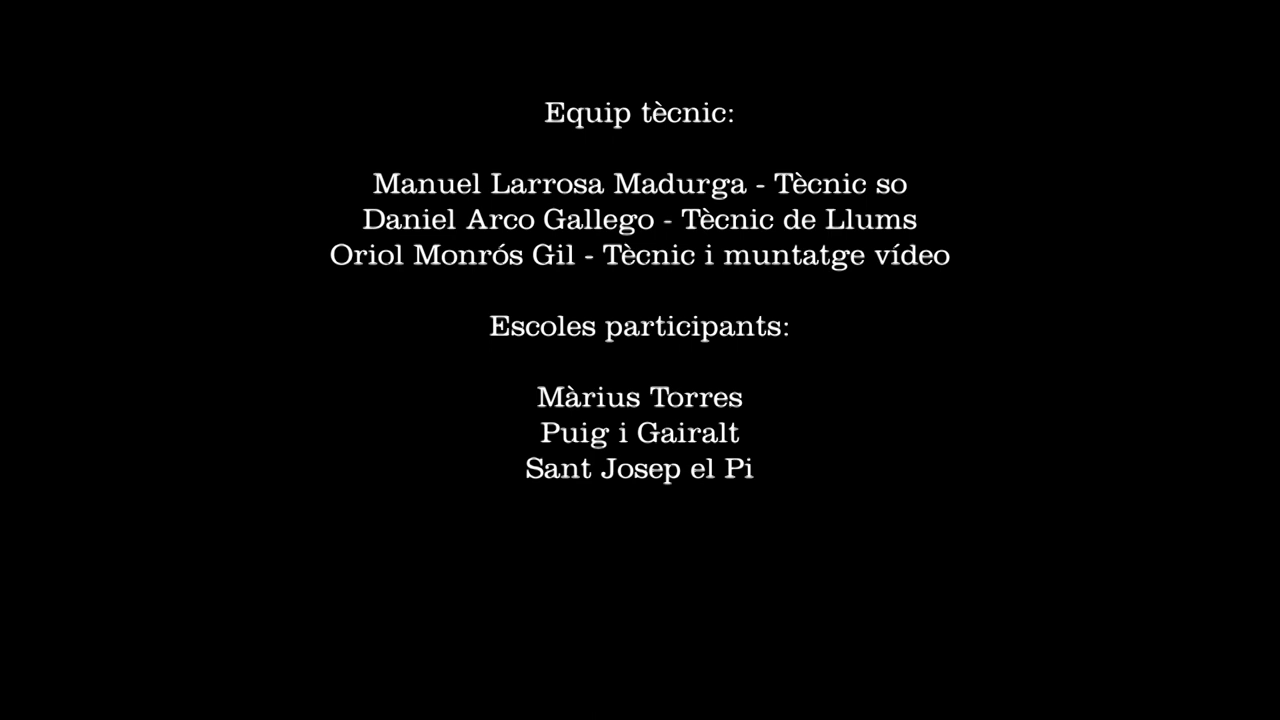 Equip tècnic:
Manuel Larrosa Madurga - Tècnic so
Daniel Arco Gallego - Tècnic de Llums
Oriol Monrós Gil - Tècnic i muntatge vídeo
Escoles participants:
Màrius Torres
Puig i Gairalt
Sant Josep el Pi